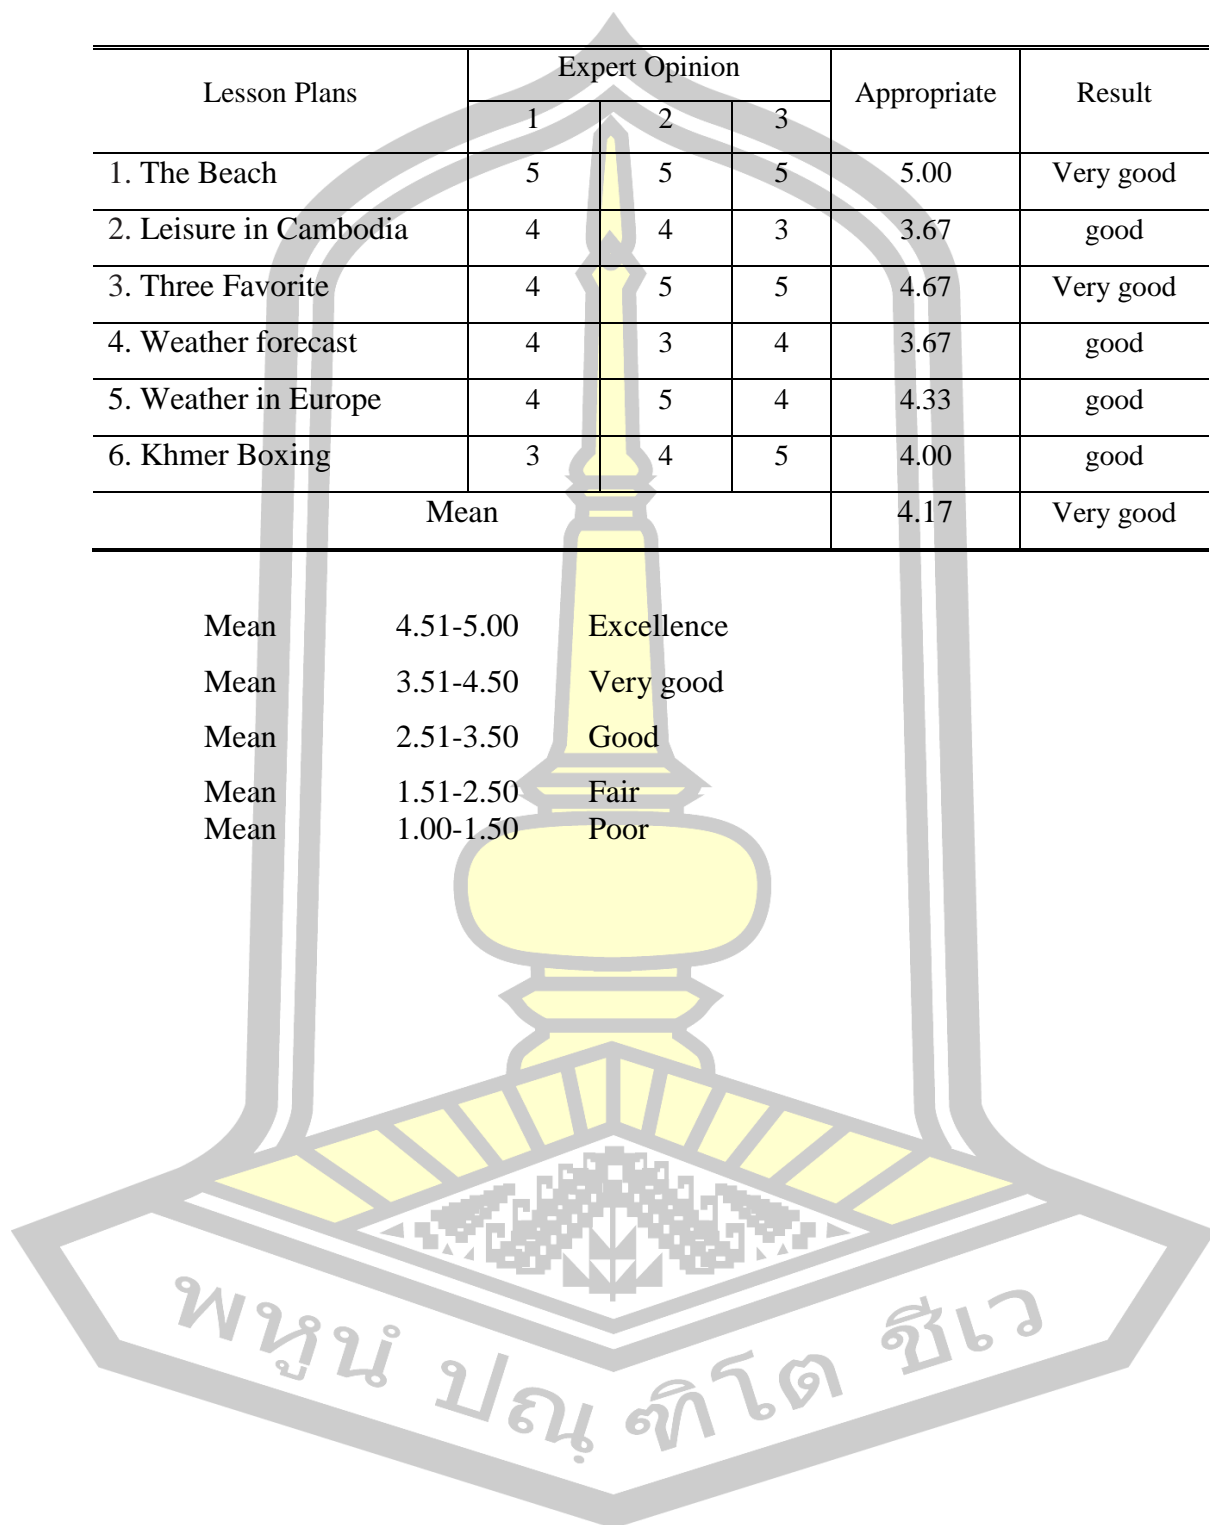 Lesson Plans Expert Opinion Appropriate Result
1 2 3
1. The Beach 5 5 5 5.00 Very good
2. Leisure in Cambodia 4 4 3 3.67 good
3. Three Favorite 4 5 5 4.67 Very good
4. Weather forecast 4 3 4 3.67 good
5. Weather in Europe 4 5 4 4.33 good
6. Khmer Boxing 3 4 5 4.00 good
Mean 4.17 Very good
Mean 4.51-5.00 Excellence
Mean 3.51-4.50 Very good
Mean 2.51-3.50 Good
Mean 1.51-2.50 Fair
Mean 1.00-1.50 Poor
พหูนํ ปณฺ ฑิโต ชีเว